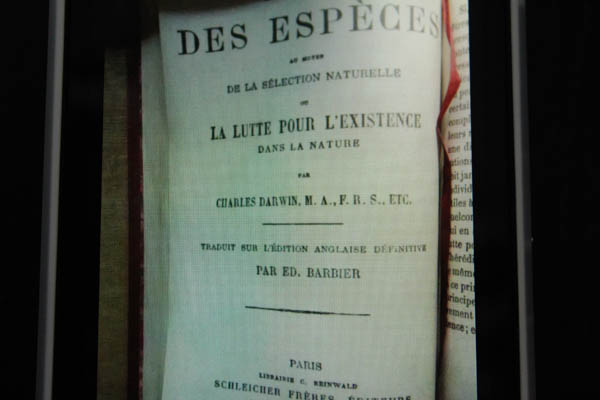 DES ESPÈCES
AU MOYEN
DE LA SÉLECTION NATURELLE
OU
LA LUTTE POUR L'EXISTENCE
DANS LA NATURE
PAR
CHARLES DARWIN, M. A., F. R. S., ETC.
TRADUIT SUR L'ÉDITION ANGLAISE DÉFINITIVE
PAR ED. BARBIER
PARIS
LIBRAIRIE C. REINWALD
SCHLEICHER FRÈRES, ÉDITEURS